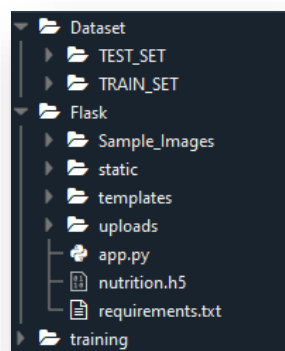 Dataset
TEST_SET
TRAIN_SET
Flask
Sample_Images
static
templates
uploads
app.py
nutrition.h5
requirements.txt
training